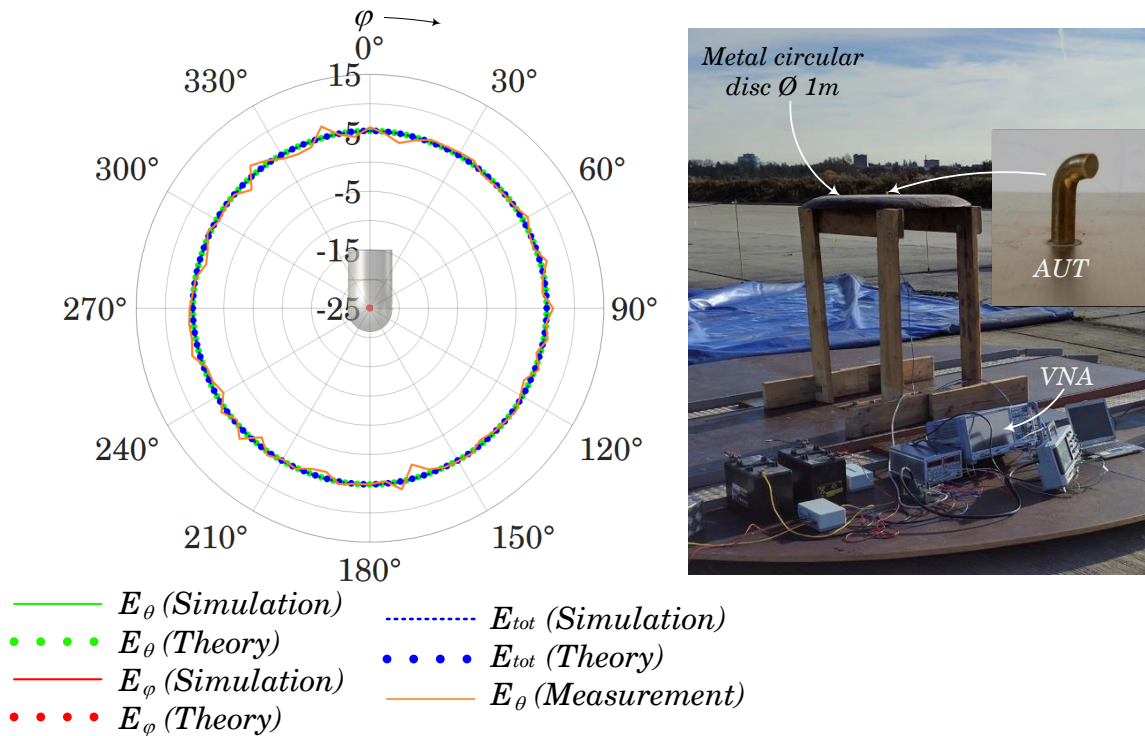 φ
0°
30°
60°
90°
120°
150°
180°
210°
240°
270°
300°
330°
15
5
-5
-15
-25
Metal circular
disc Ø 1m
AUT
VNA
E_θ (Simulation)
E_θ (Theory)
E_φ (Simulation)
E_φ (Theory)
E_tot (Simulation)
E_tot (Theory)
E_θ (Measurement)